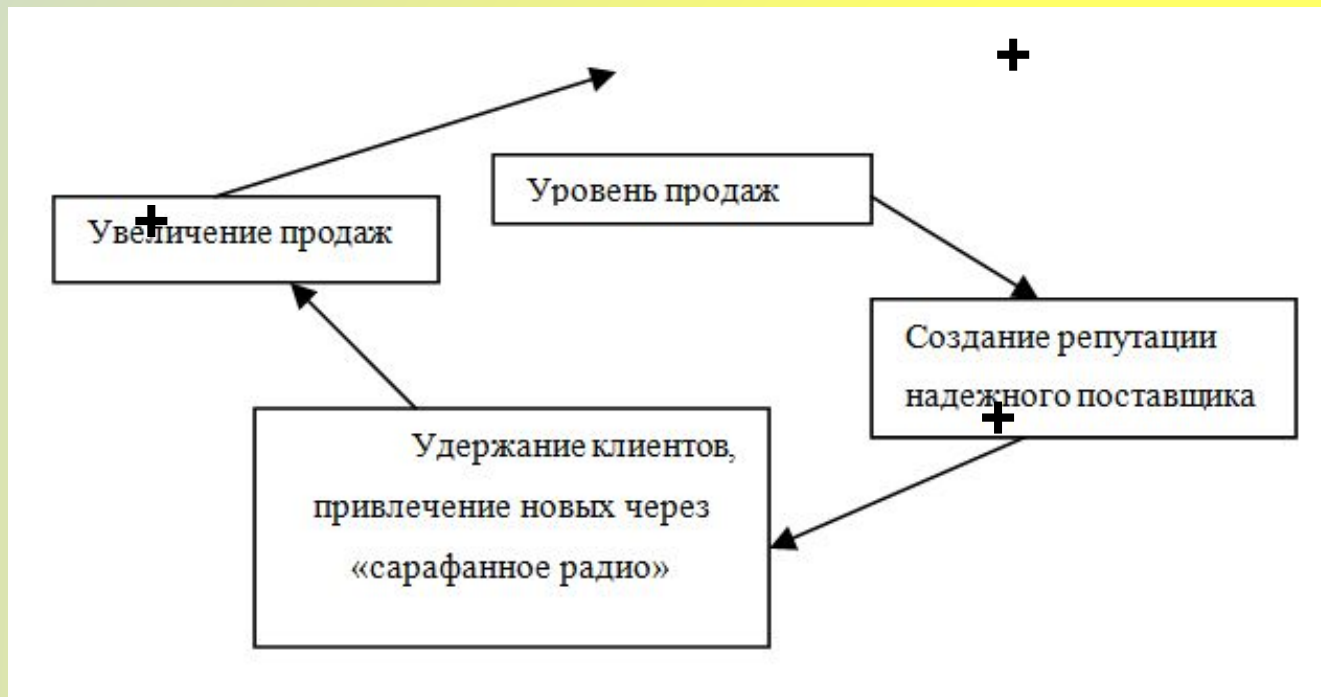 Уровень продаж
Увеличение продаж
Создание репутации
надежного поставщика
Удержание клиентов,
привлечение новых через
«сарафанное радио»